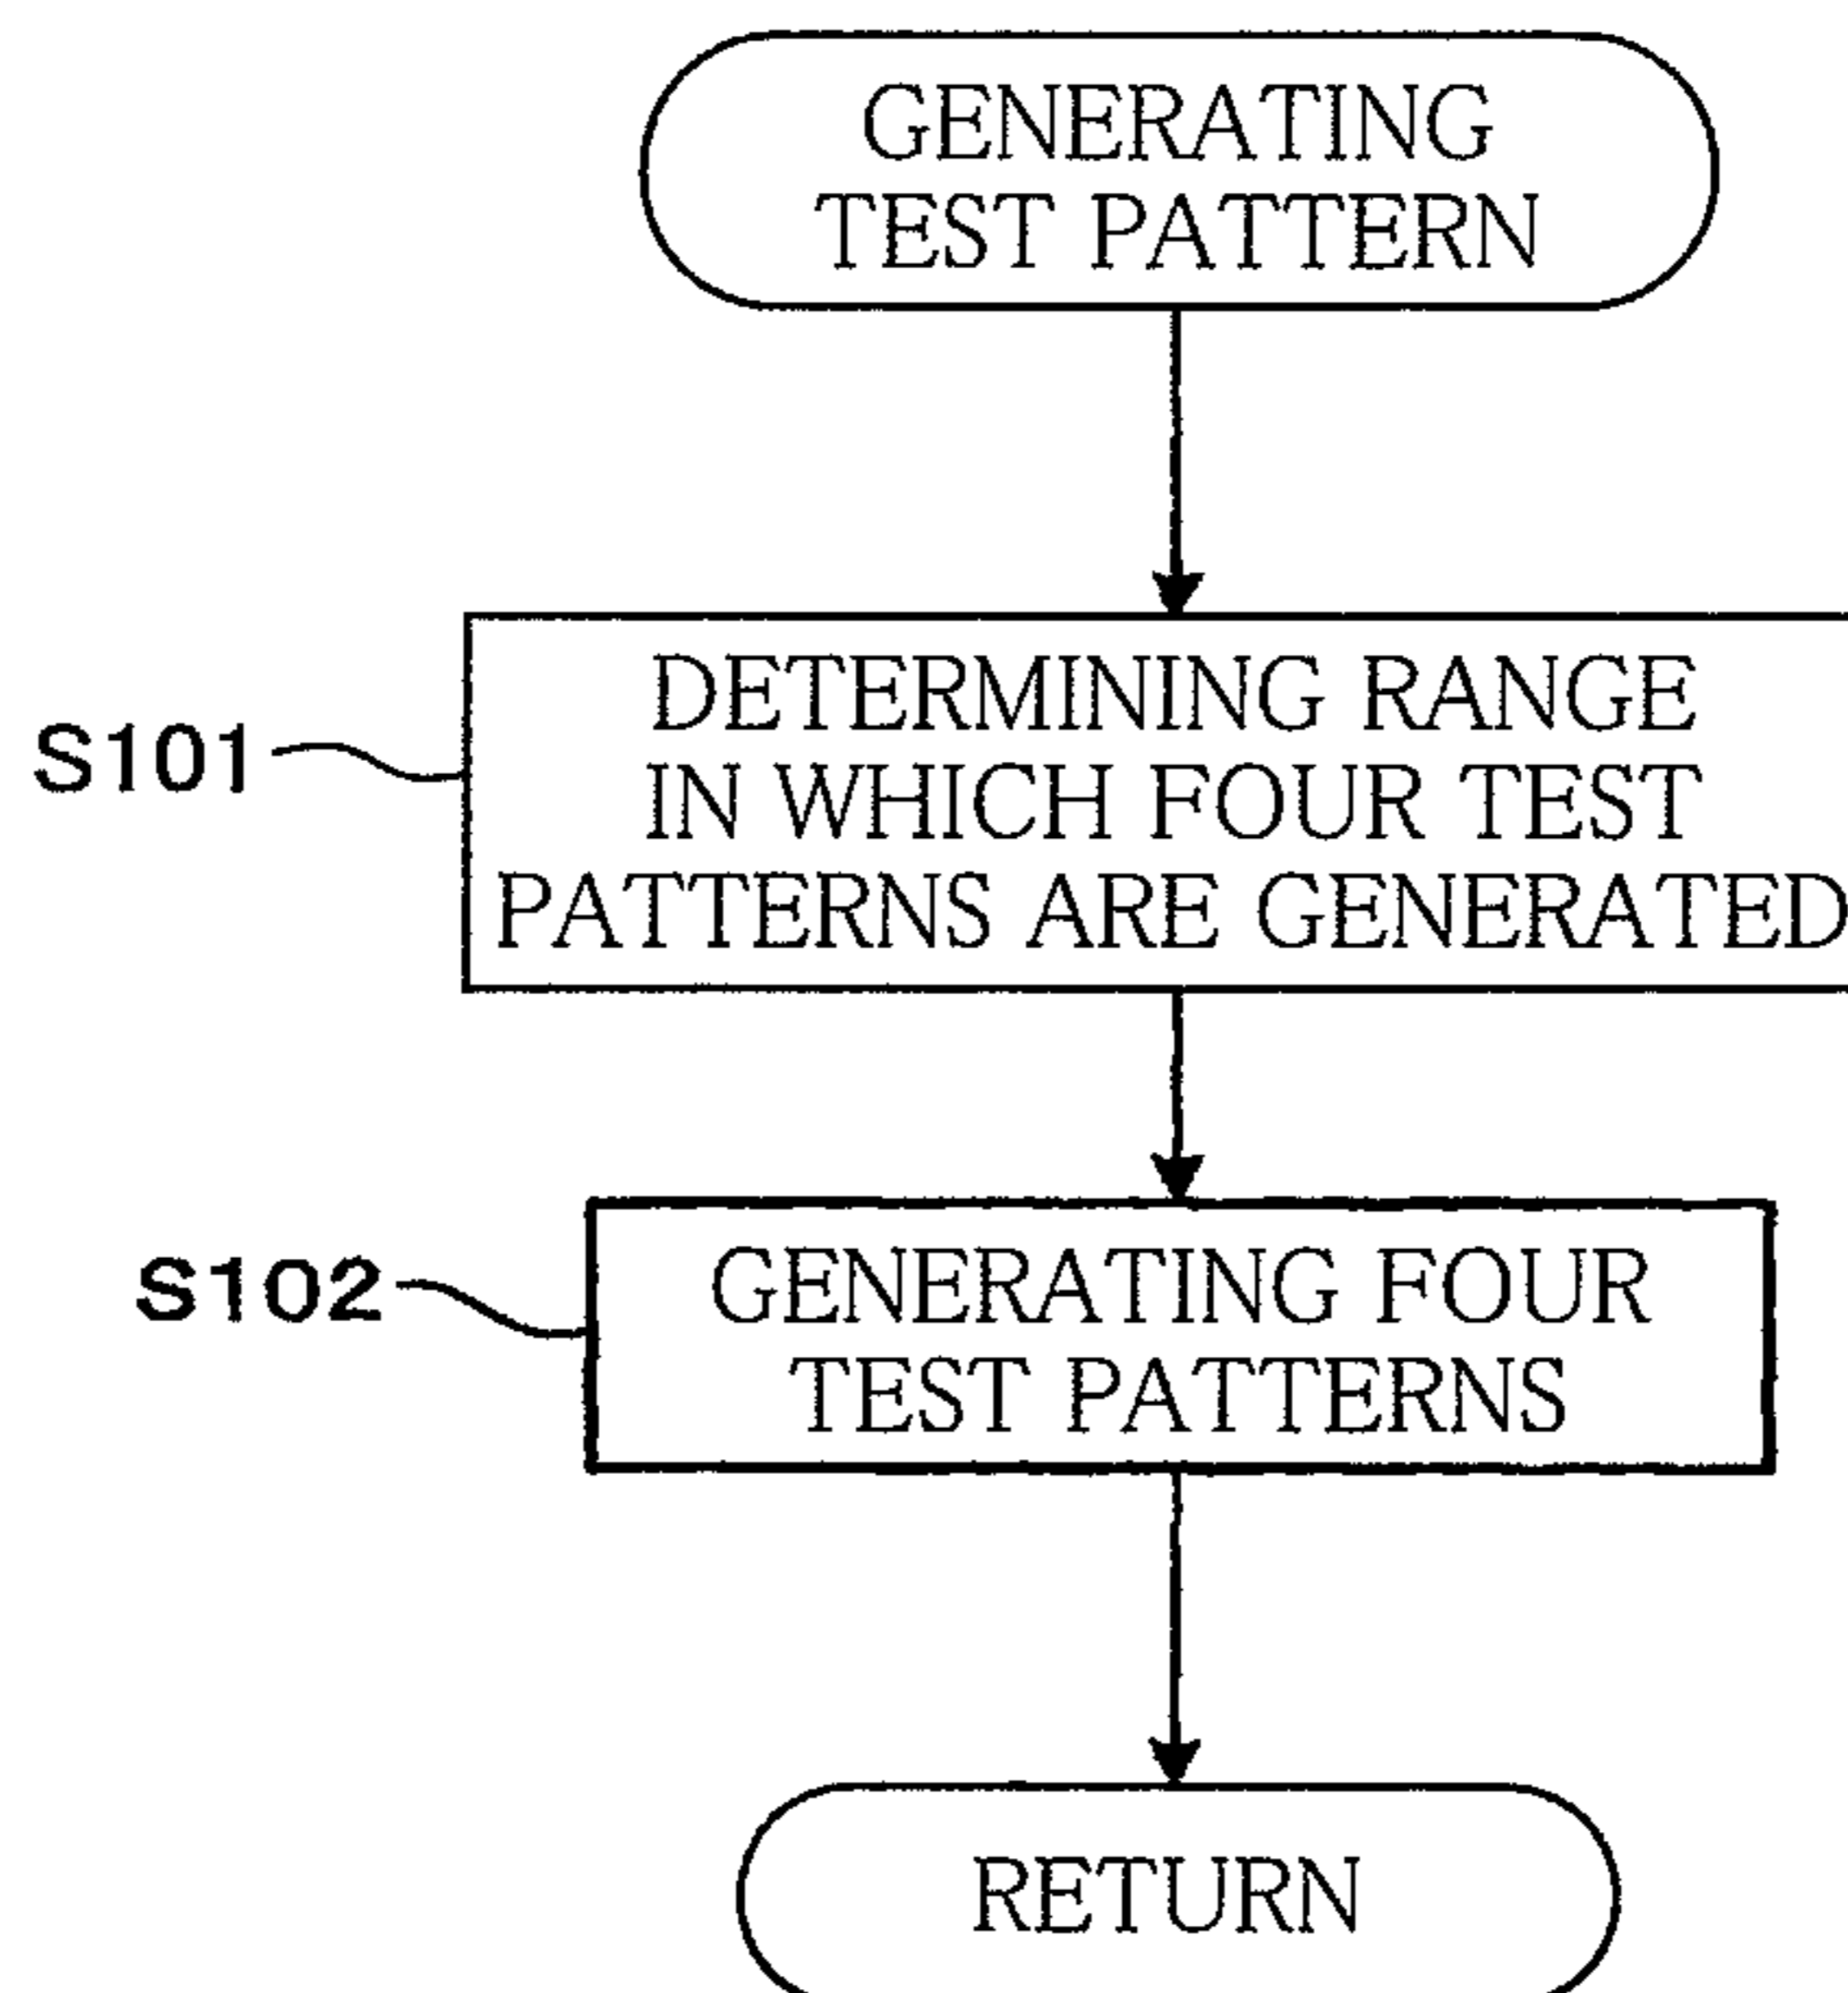 GENERATING
TEST PATTERN
S101
DETERMINING RANGE
IN WHICH FOUR TEST
PATTERNS ARE GENERATED
S102
GENERATING FOUR
TEST PATTERNS
RETURN